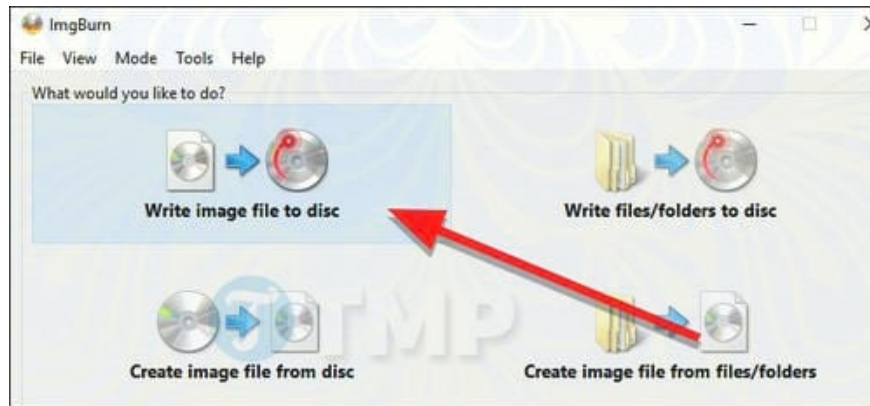 ImgBurn
File View Mode Tools Help
What would you like to do?
Write image file to disc
Write files/folders to disc
TMP
Create image file from disc
Create image file from files/folders